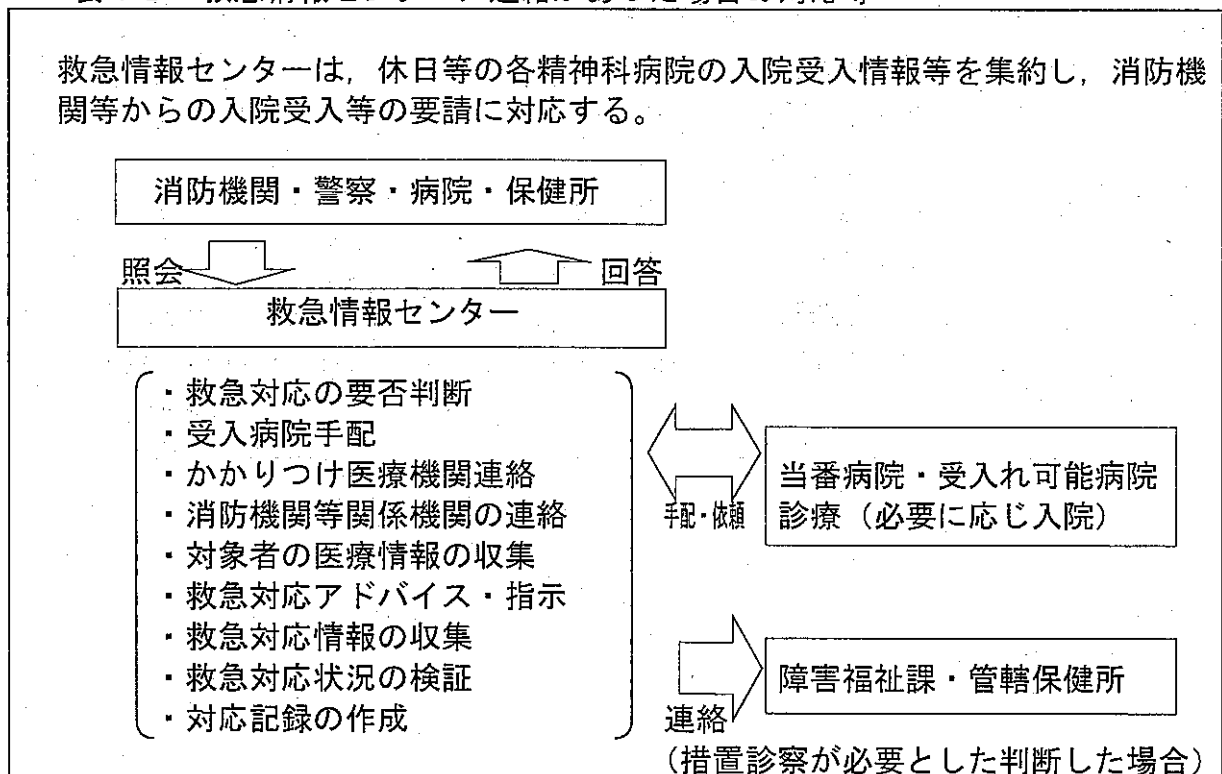 救急情報センターは，休日等の各精神科病院の入院受入情報等を集約し，消防機
関等からの入院受入等の要請に対応する。
消防機関・警察・病院・保健所
照会
回答
救急情報センター
・救急対応の要否判断
・受入病院手配
・かかりつけ医療機関連絡
・消防機関等関係機関の連絡
・対象者の医療情報の収集
・救急対応アドバイス・指示
・救急対応情報の収集
・救急対応状況の検証
・対応記録の作成
手配・依頼
当番病院・受入れ可能病院
診療（必要に応じ入院）
障害福祉課・管轄保健所
連絡
（措置診察が必要とした判断した場合）